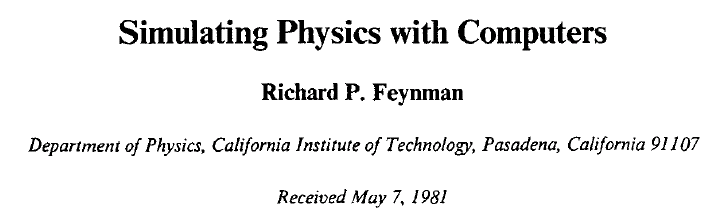 Simulating Physics with Computers
Richard P. Feynman
Department of Physics, California Institute of Technology, Pasadena, California 91107
Received May 7, 1981